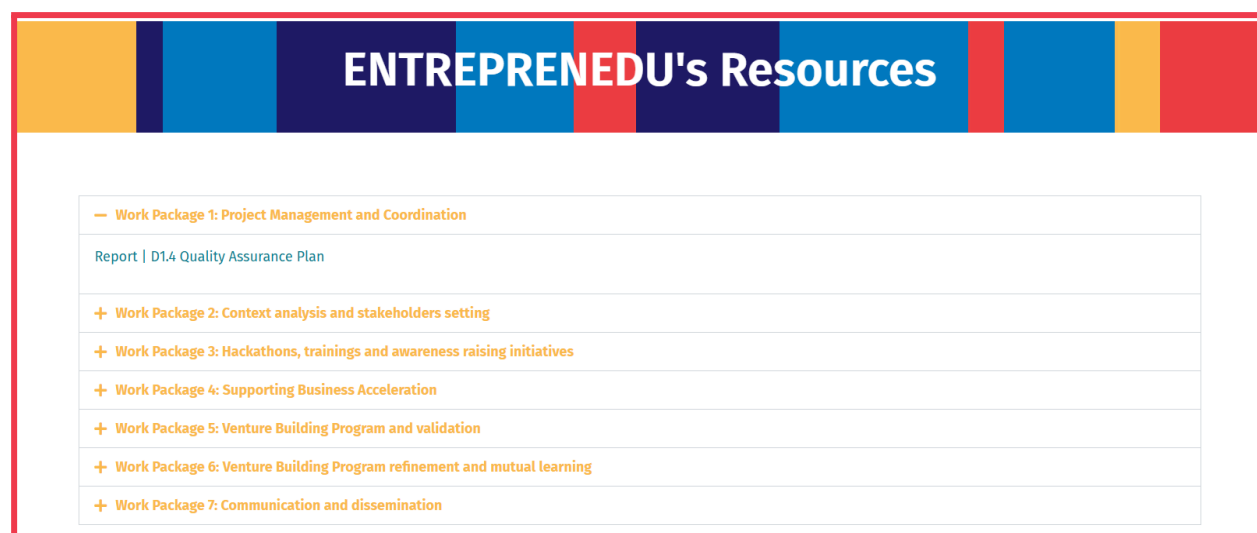 ENTREPRENEDU's Resources
Work Package 1: Project Management and Coordination
Report | D1.4 Quality Assurance Plan
Work Package 2: Context analysis and stakeholders setting
Work Package 3: Hackathons, trainings and awareness raising initiatives
Work Package 4: Supporting Business Acceleration
Work Package 5: Venture Building Program and validation
Work Package 6: Venture Building Program refinement and mutual learning
Work Package 7: Communication and dissemination